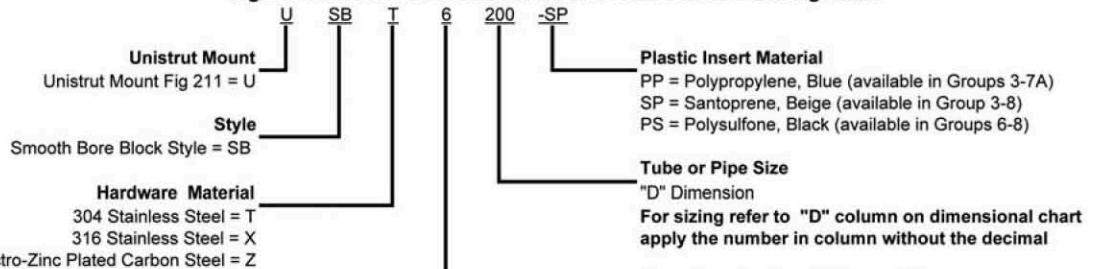 U SB T 6 200 -SP
Unistrut Mount
Unistrut Mount Fig 211 = U
Style
Smooth Bore Block Style = SB
Hardware Material
304 Stainless Steel = T
316 Stainless Steel = X
tro-Zinc Plated Carbon Steel = Z
Plastic Insert Material
PP = Polypropylene, Blue (available in Groups 3-7A)
SP = Santoprene, Beige (available in Group 3-8)
PS = Polysulfone, Black (available in Groups 6-8)
Tube or Pipe Size
"D" Dimension
For sizing refer to "D" column on dimensional chart
apply the number in column without the decimal